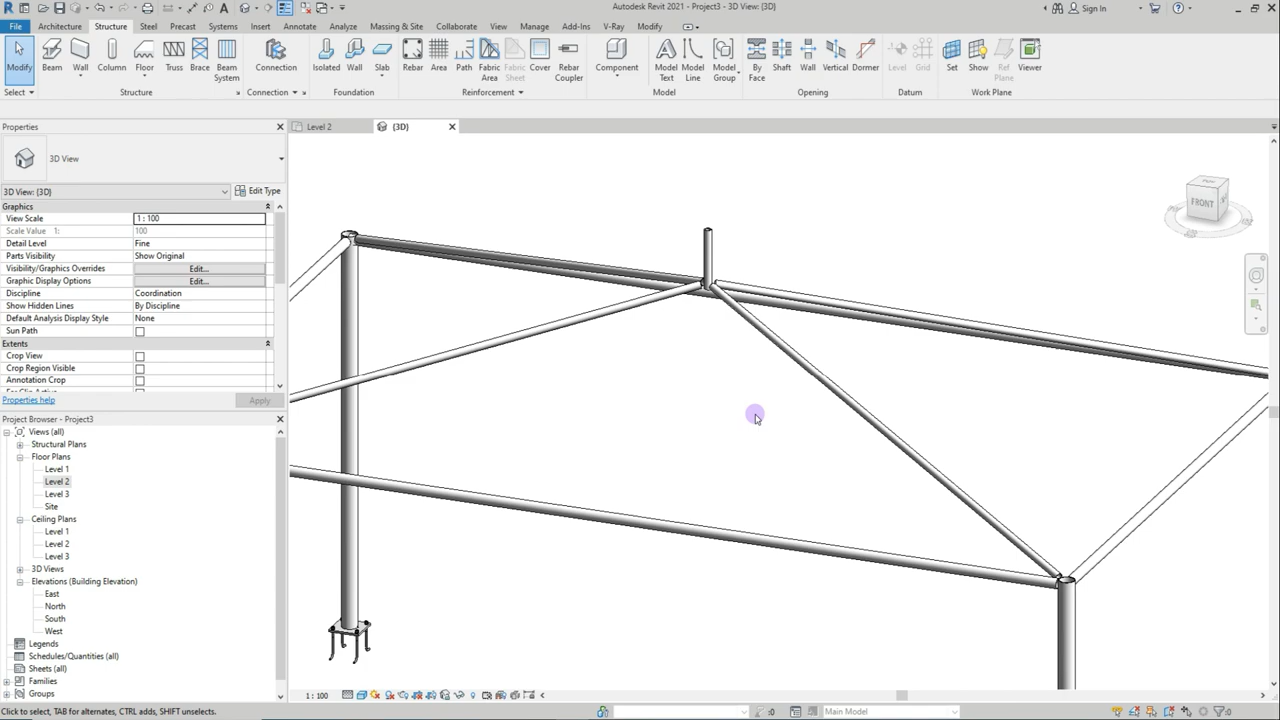 Autodesk Revit 2021 - Project3 - 3D View: {3D}
Sign In
File Architecture Structure Steel Precast Systems Insert Annotate Analyze Massing & Site Collaborate View Manage Add-Ins V-Ray Modify
Modify Beam Wall Column Floor Truss Brace Beam System Connection Isolated Wall Slab Rebar Area Path Fabric Area Fabric Sheet Cover Rebar Coupler Component Model Text Model Line Model Group By Face Shaft Wall Vertical Dormer Level Grid Set Show Ref Plane Viewer
Select Structure Connection Foundation Reinforcement Model Opening Datum Work Plane
Properties
Level 2 {3D}
3D View
3D View: {3D} Edit Type
Graphics
View Scale 1 : 100
Scale Value 1: 100
Detail Level Fine
Parts Visibility Show Original
Visibility/Graphics Overrides Edit...
Graphic Display Options Edit...
Discipline Coordination
Show Hidden Lines By Discipline
Default Analysis Display Style None
Sun Path
Extents
Crop View
Crop Region Visible
Annotation Crop
Properties help Apply
Project Browser - Project3
Views (all)
Structural Plans
Floor Plans
Level 1
Level 2
Level 3
Site
Ceiling Plans
Level 1
Level 2
Level 3
3D Views
Elevations (Building Elevation)
East
North
South
West
Legends
Schedules/Quantities (all)
Sheets (all)
Families
Groups
FRONT
1 : 100
Click to select, TAB for alternates, CTRL adds, SHIFT unselects.
:0 Main Model :0